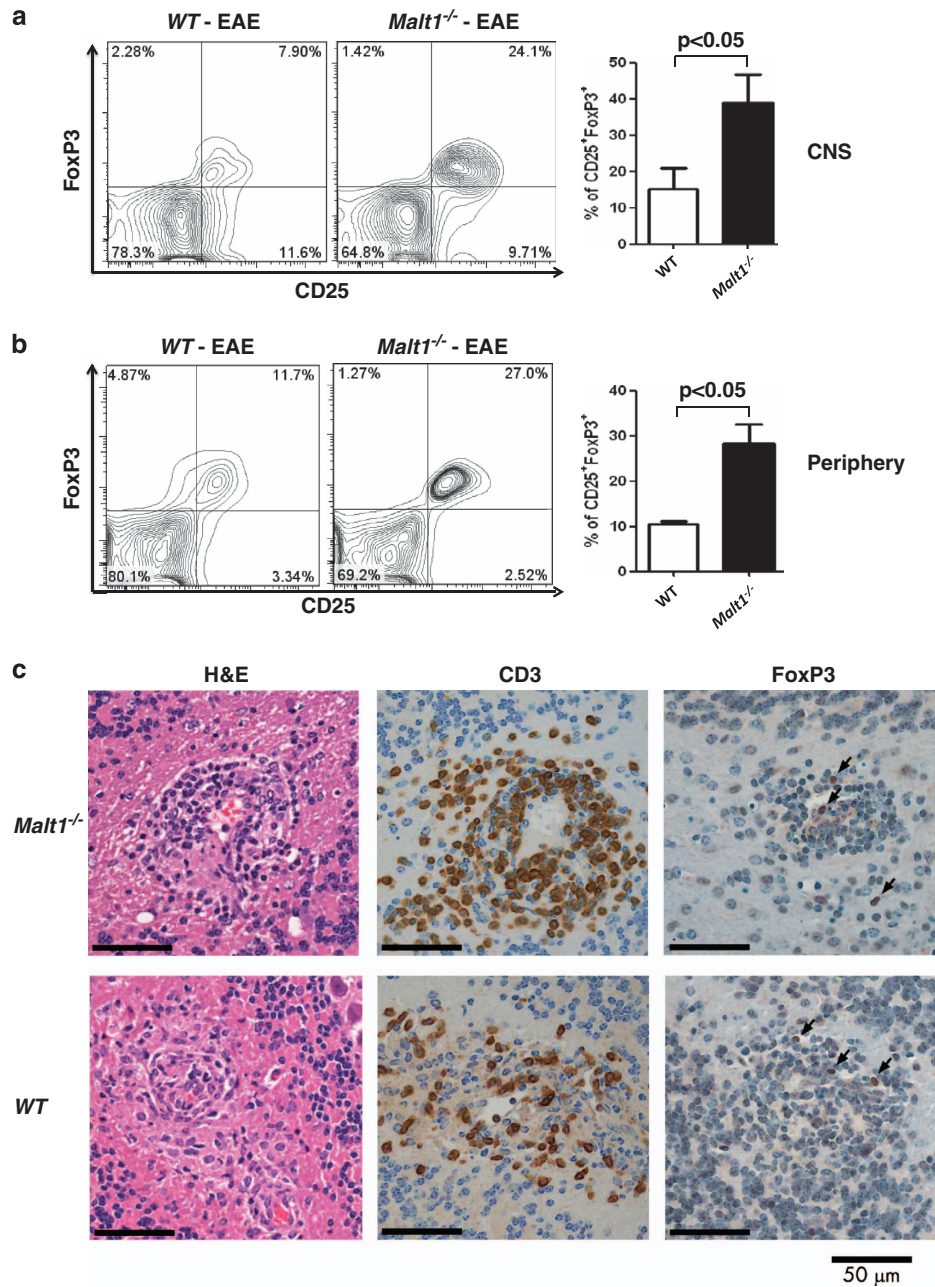 a
WT - EAE
Malt1-/- - EAE
2.28%
7.90%
1.42%
24.1%
78.3%
11.6%
64.8%
9.71%
FoxP3
CD25
p<0.05
50
40
30
20
10
0
% of CD25+FoxP3+
WT
Malt1-/-
CNS
b
WT - EAE
Malt1-/- - EAE
4.87%
11.7%
1.27%
27.0%
80.1%
3.34%
69.2%
2.52%
FoxP3
CD25
p<0.05
40
30
20
10
0
% of CD25+FoxP3+
WT
Malt1-/-
Periphery
c
H&E
CD3
FoxP3
Malt1-/-
WT
50 µm